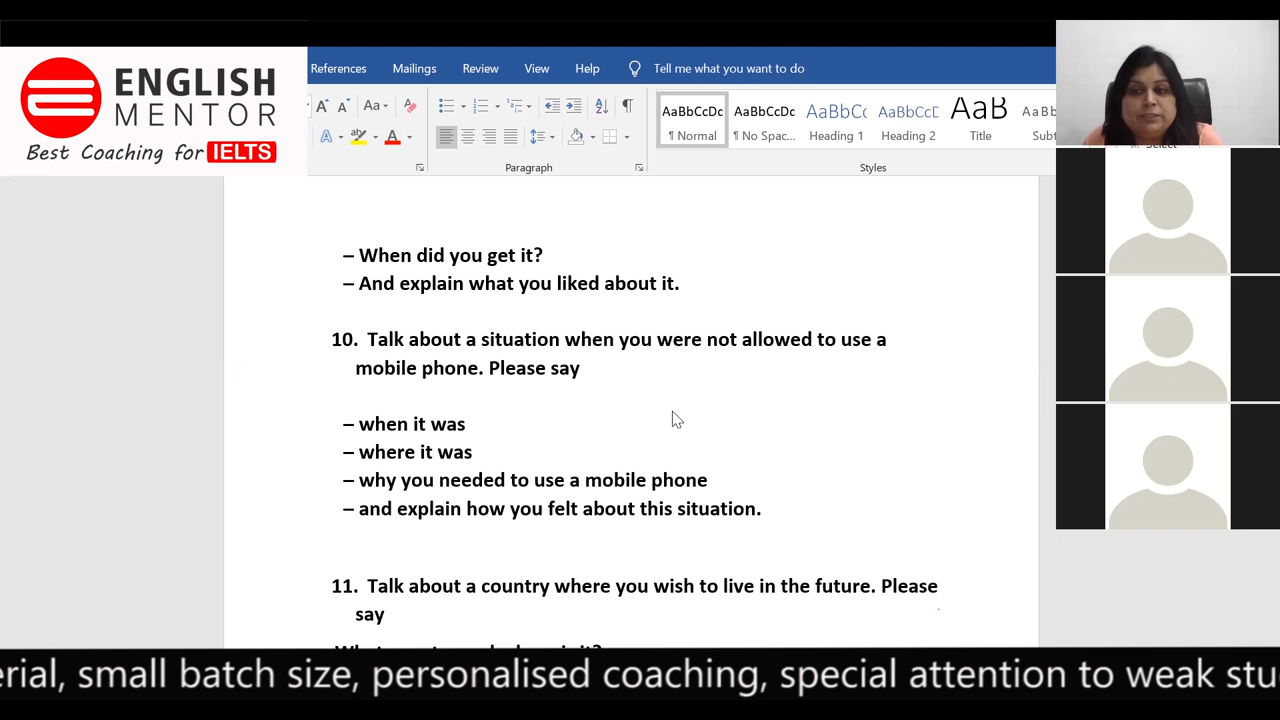 ENGLISH
MENTOR
Best Coaching for IELTS
References Mailings Review View Help Tell me what you want to do
Aa
A A
AaBbCcDc AaBbCcDc AaBbC AaBbCcD AaB
¶ Normal ¶ No Spac... Heading 1 Heading 2 Title Subt
Paragraph Styles
Select
– When did you get it?
– And explain what you liked about it.
10. Talk about a situation when you were not allowed to use a
mobile phone. Please say
– when it was
– where it was
– why you needed to use a mobile phone
– and explain how you felt about this situation.
11. Talk about a country where you wish to live in the future. Please
say
erial, small batch size, personalised coaching, special attention to weak stu